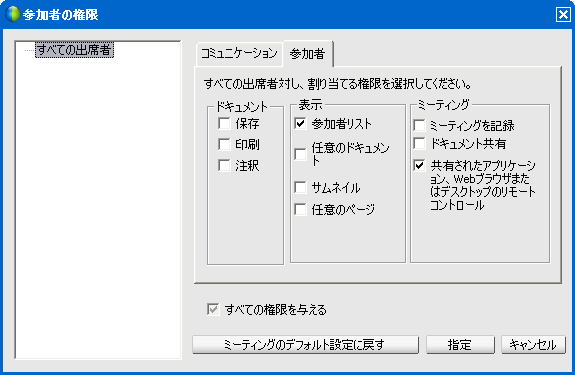 参加者の権限
すべての出席者
コミュニケーション
参加者
すべての出席者対し、割り当てる権限を選択してください。
ドキュメント
保存
印刷
注釈
表示
参加者リスト
任意のドキュメン
ト
サムネイル
任意のページ
ミーティング
ミーティングを記録
ドキュメント共有
共有されたアプリケーシ
ョン、Webブラウザまた
はデスクトップのリモート
コントロール
すべての権限を与える
ミーティングのデフォルト設定に戻す
指定
キャンセル